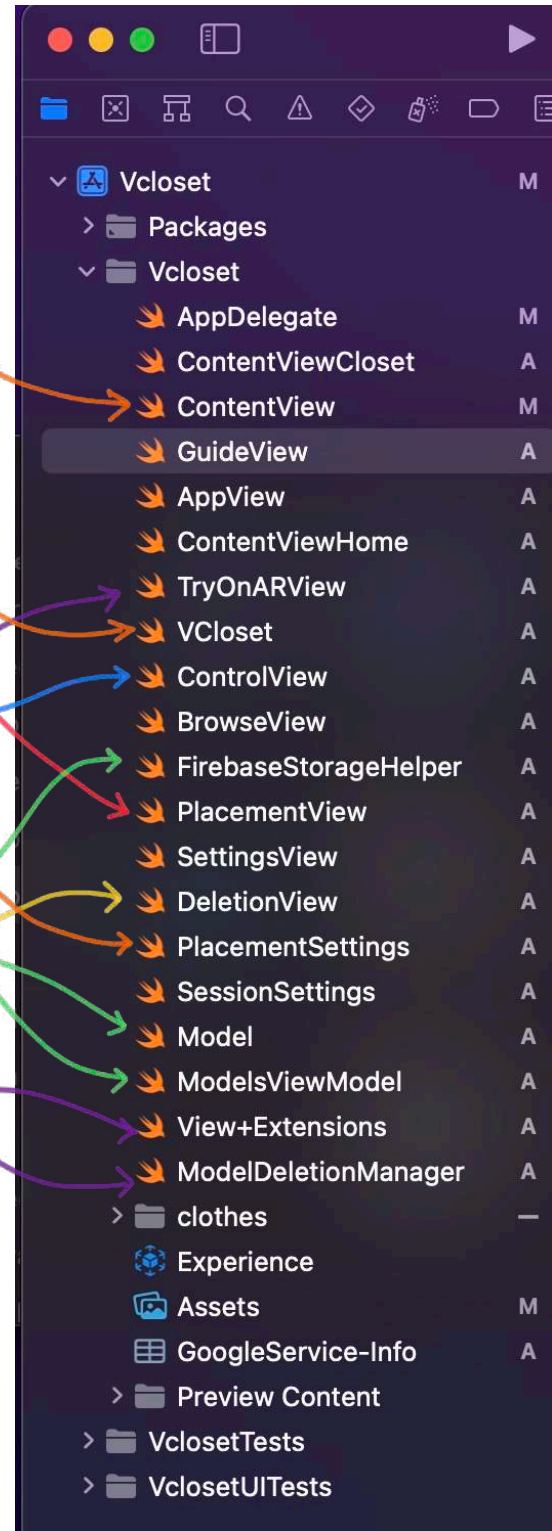 Vcloset M
Packages
Vcloset
AppDelegate M
ContentViewCloset A
ContentView M
GuideView A
AppView A
ContentViewHome A
TryOnARView A
VCloset A
ControlView A
BrowseView A
FirebaseStorageHelper A
PlacementView A
SettingsView A
DeletionView A
PlacementSettings A
SessionSettings A
Model A
ModelsViewModel A
View+Extensions A
ModelDeletionManager A
clothes –
Experience
Assets M
GoogleService-Info A
Preview Content
VclosetTests
VclosetUITests